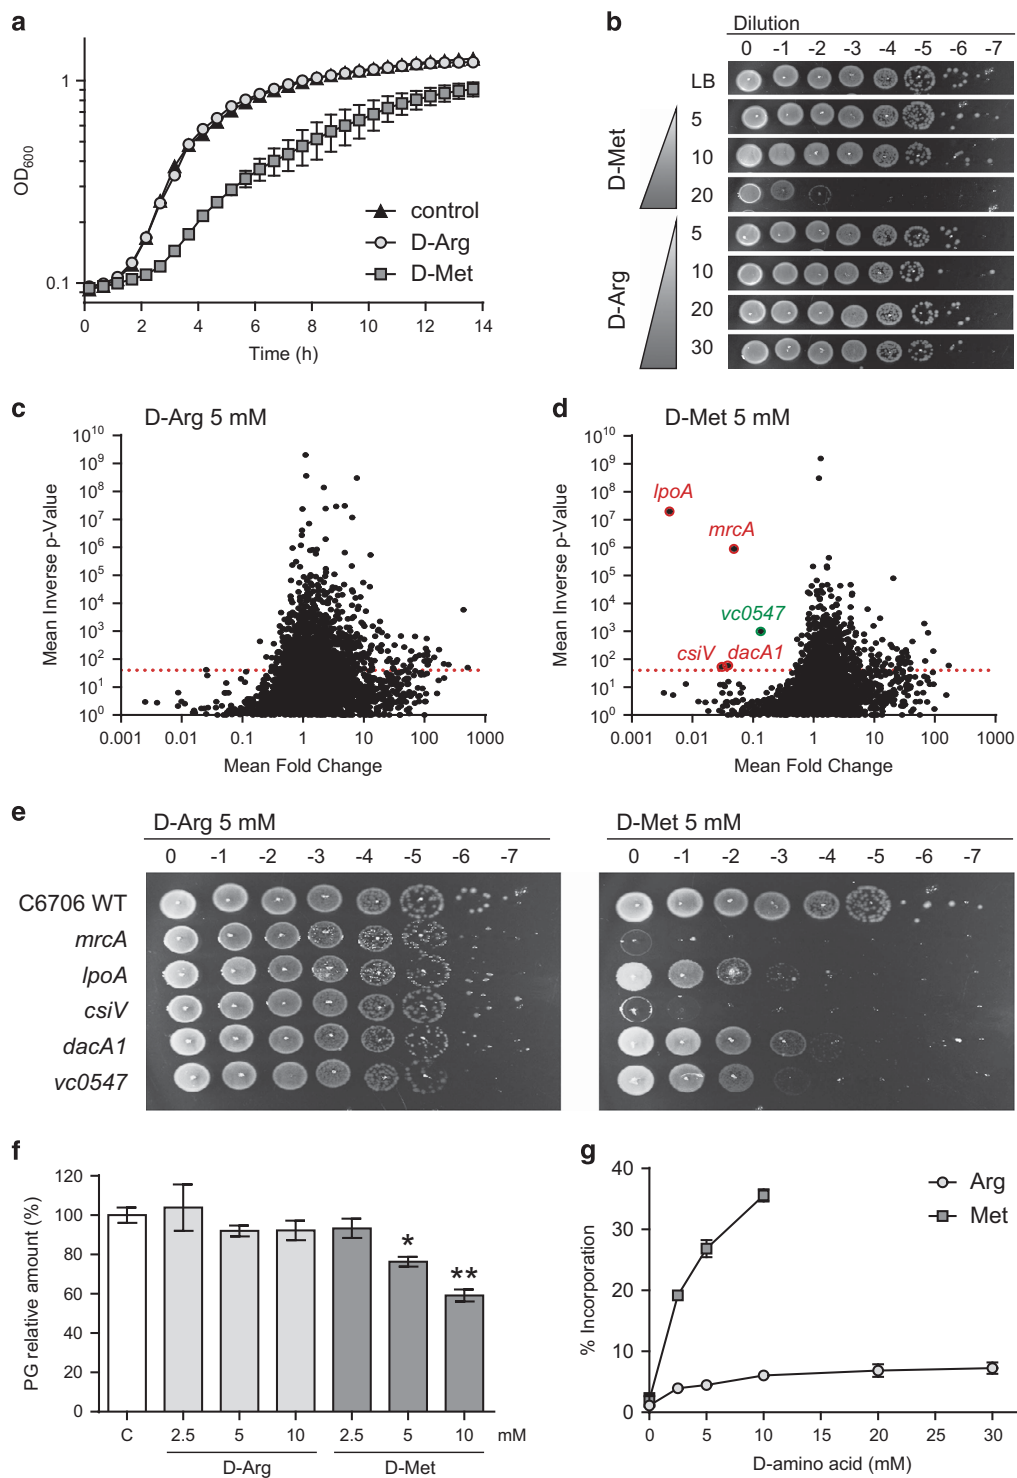 a
1
0.1
OD600
0 2 4 6 8 10 12 14
Time (h)
control
D-Arg
D-Met
b
Dilution
0 -1 -2 -3 -4 -5 -6 -7
LB
D-Met
5
10
20
D-Arg
5
10
20
30
c
D-Arg 5 mM
Mean Inverse p-Value
10^10
10^9
10^8
10^7
10^6
10^5
10^4
10^3
10^2
10^1
10^0
0.001 0.01 0.1 1 10 100 1000
Mean Fold Change
d
D-Met 5 mM
Mean Inverse p-Value
10^10
10^9
10^8
10^7
10^6
10^5
10^4
10^3
10^2
10^1
10^0
lpoA
mrcA
vc0547
csiV dacA1
0.001 0.01 0.1 1 10 100 1000
Mean Fold Change
e
D-Arg 5 mM
0 -1 -2 -3 -4 -5 -6 -7
D-Met 5 mM
0 -1 -2 -3 -4 -5 -6 -7
C6706 WT
mrcA
lpoA
csiV
dacA1
vc0547
f
PG relative amount (%)
120
100
80
60
40
20
0
*
**
C 2.5 5 10 2.5 5 10 mM
D-Arg D-Met
g
% Incorporation
40
30
20
10
0
Arg
Met
0 5 10 15 20 25 30
D-amino acid (mM)